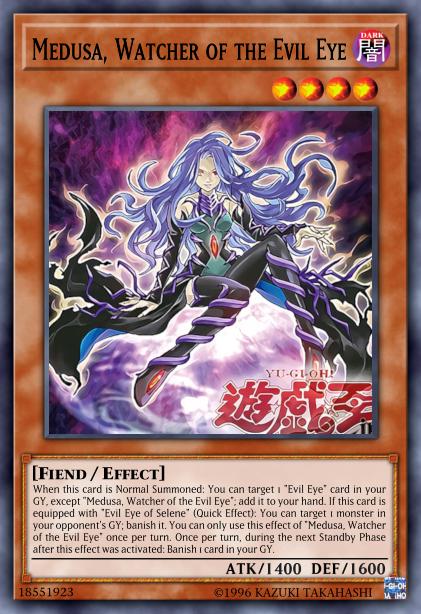 MEDUSA, WATCHER OF THE EVIL EYE
DARK
闇
YU-GI-OH!
遊戯王
[FIEND / EFFECT]
When this card is Normal Summoned: You can target 1 "Evil Eye" card in your
GY, except "Medusa, Watcher of the Evil Eye"; add it to your hand. If this card is
equipped with "Evil Eye of Selene" (Quick Effect): You can target 1 monster in
your opponent's GY; banish it. You can only use this effect of "Medusa, Watcher
of the Evil Eye" once per turn. Once per turn, during the next Standby Phase
after this effect was activated: Banish 1 card in your GY.
ATK/1400 DEF/1600
18551923
©1996 KAZUKI TAKAHASHI